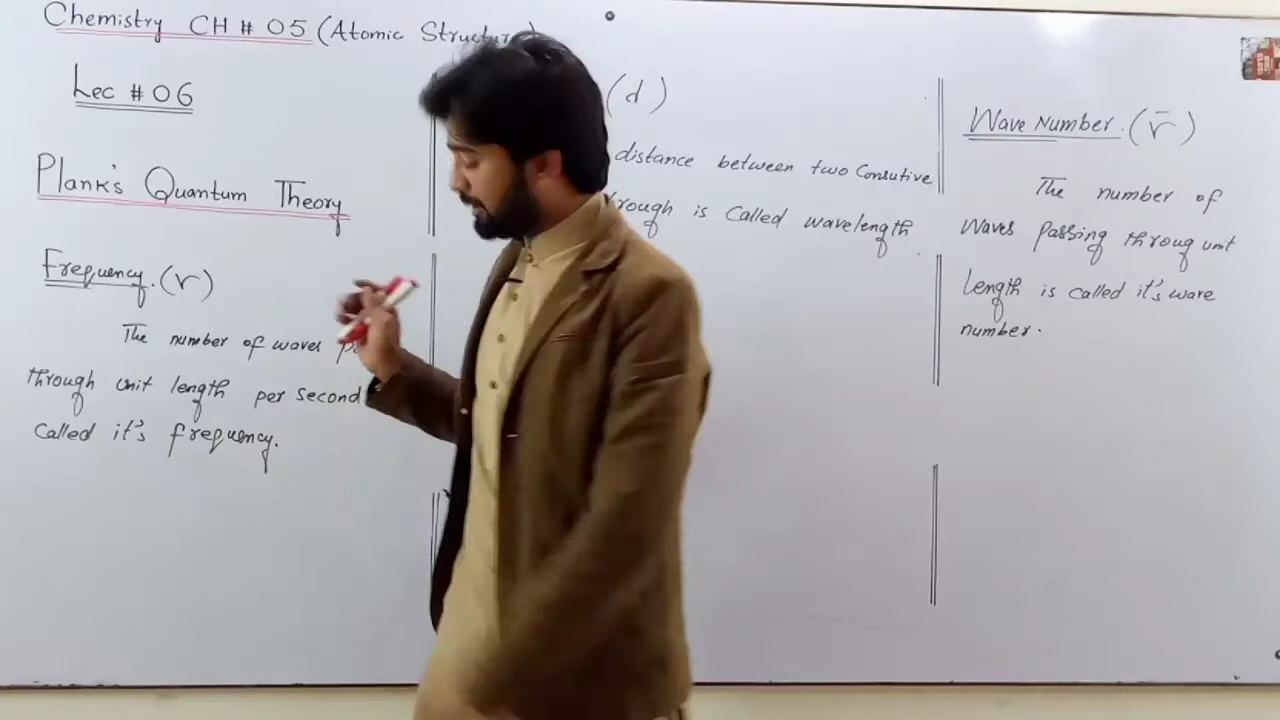 Chemistry CH # 05 (Atomic Structure)
Lec # 06
Plank's Quantum Theory
Frequency. (ν)
The number of waves
through unit length per second
called it's frequency.
(d)
distance between two Consutive
rough is Called wavelength.
Wave Number. (ν̄)
The number of
waves passing throug unit
length is called it's wave
number.